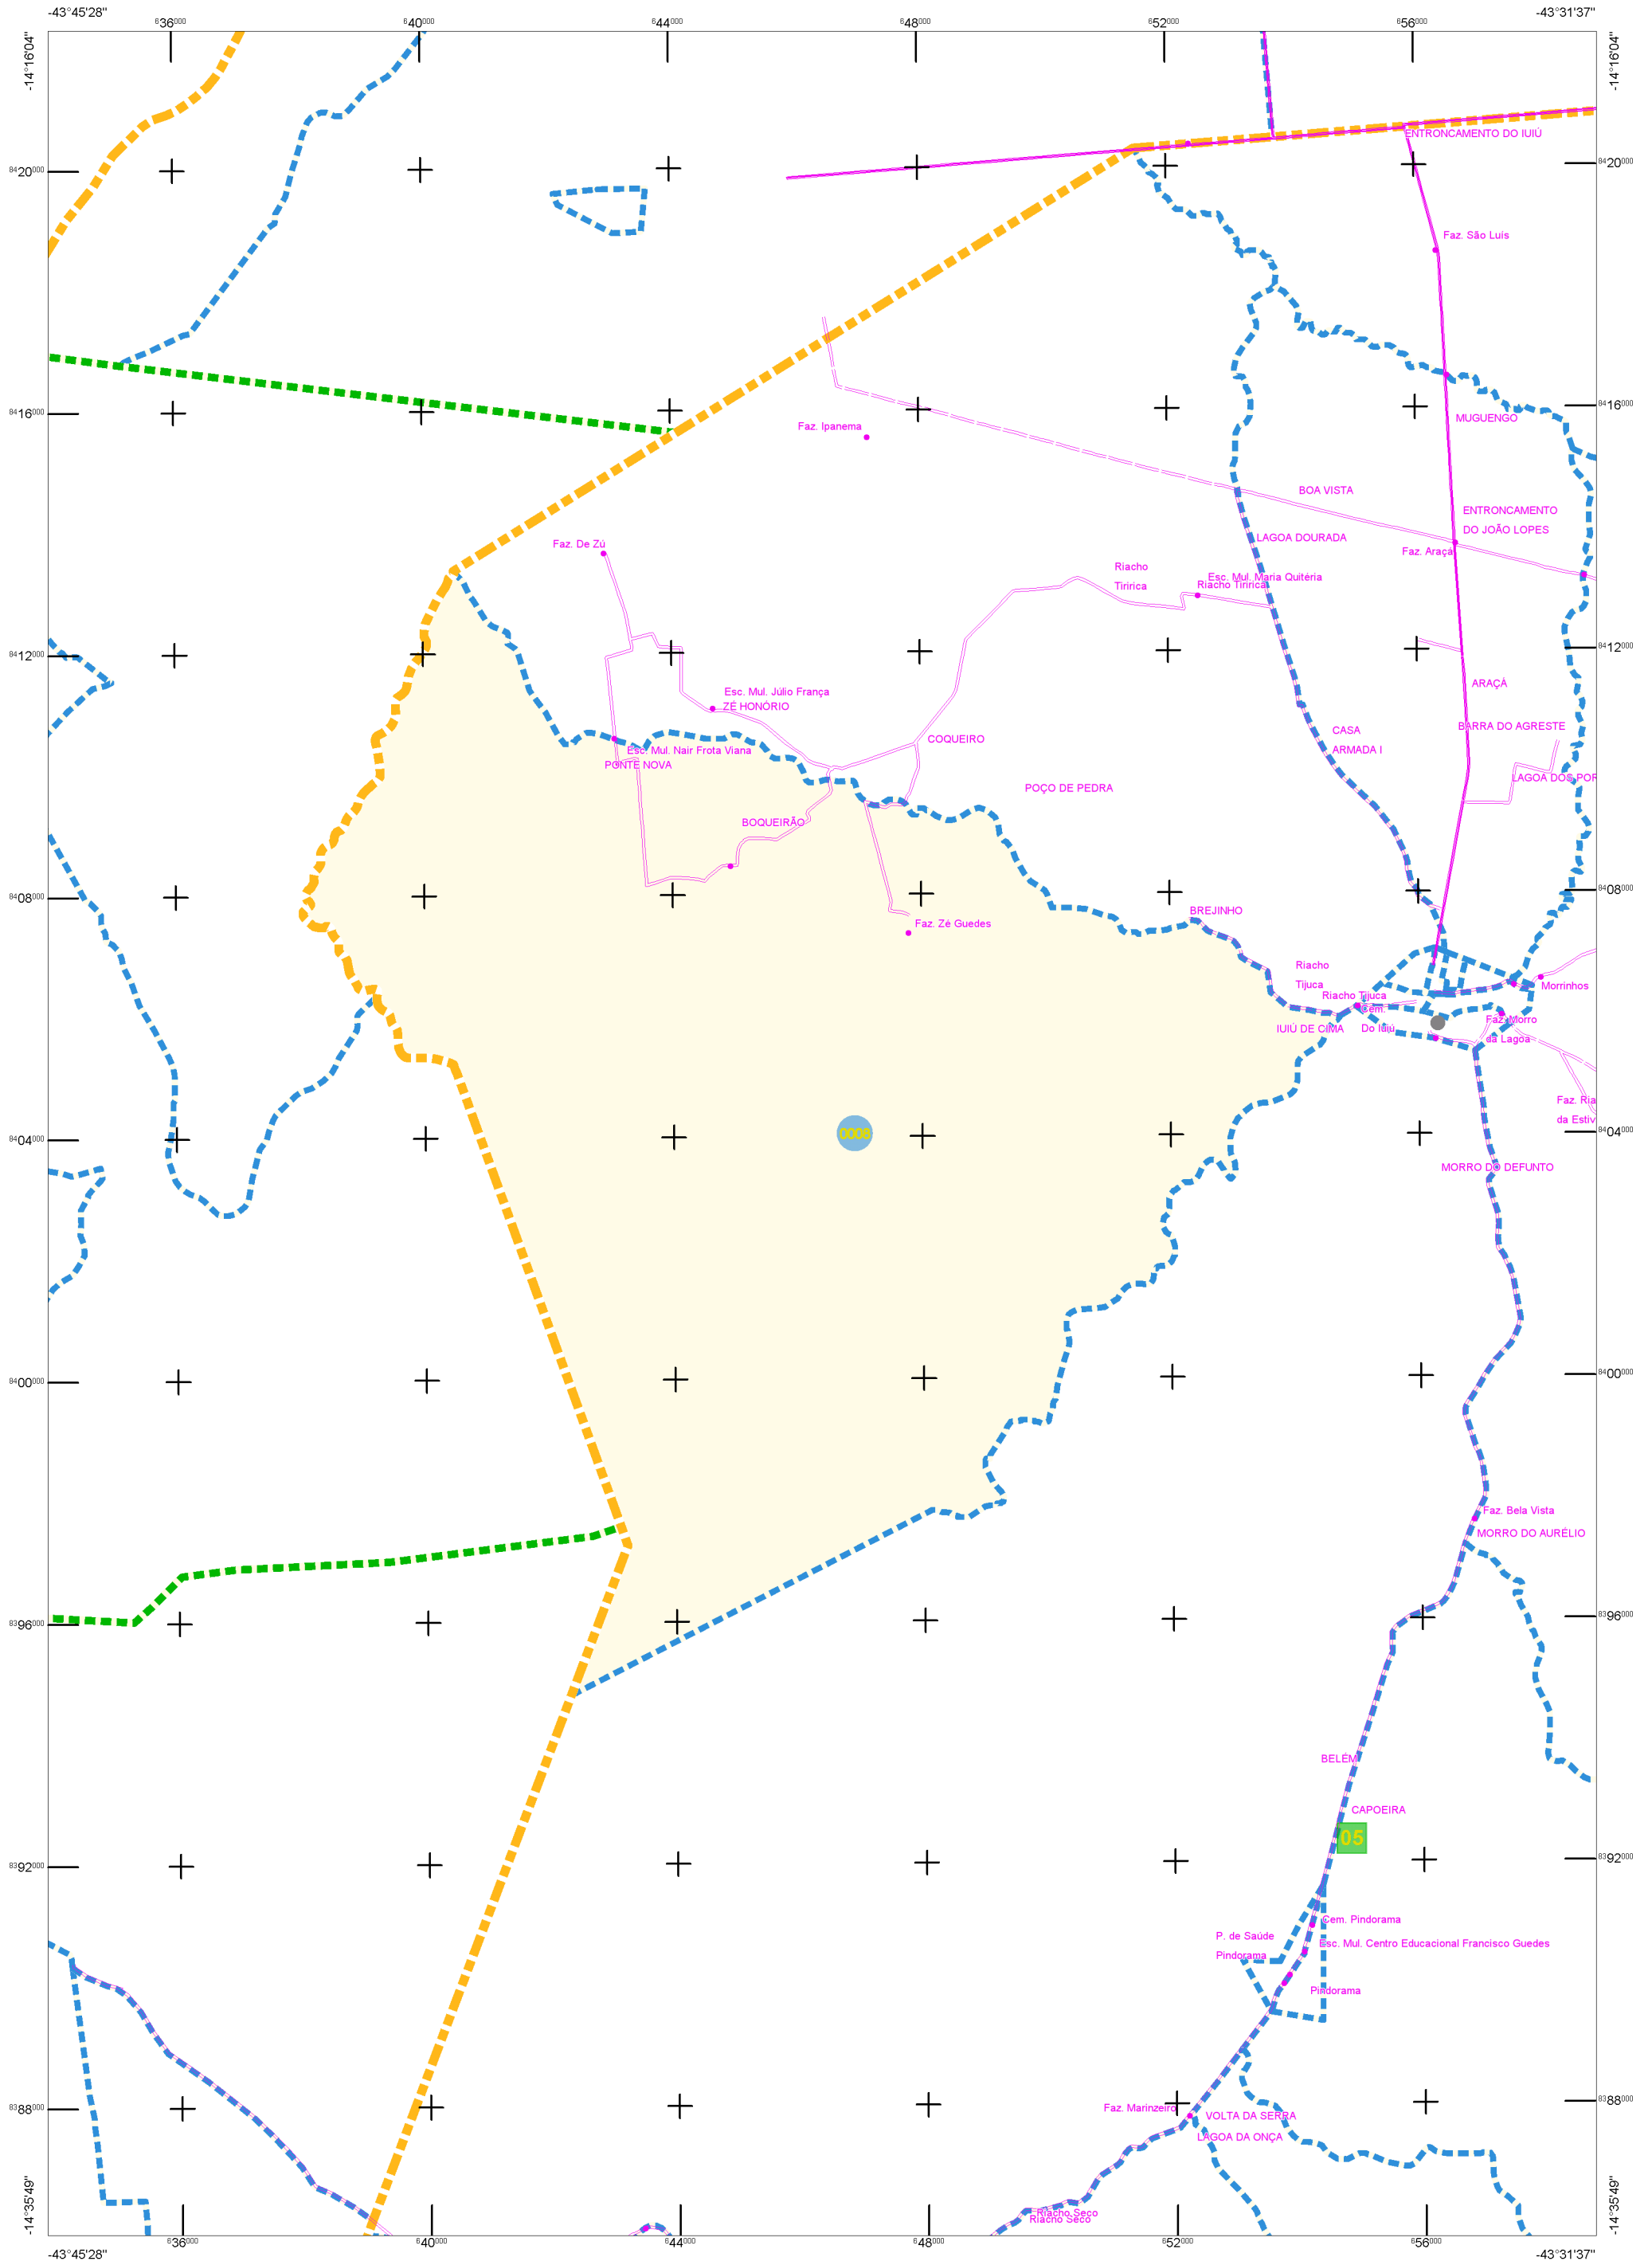 -43°45'28" -43°31'37"
636000 640000 644000 648000 652000 656000
-14°16'04" -14°16'04"
ENTRONCAMENTO DO IUIÚ
8420000 8420000
Faz. São Luis
8416000 8416000
MUGUENGO
Faz. Ipanema
BOA VISTA
ENTRONCAMENTO
DO JOÃO LOPES
LAGOA DOURADA
Faz. De Zú
Faz. Araçá
Riacho
Tiririca
Esc. Mul. Maria Quitéria
Riacho Tiririca
8412000 8412000
ARAÇÁ
Esc. Mul. Júlio França
ZÉ HONÓRIO
BARRA DO AGRESTE
CASA
ARMADA I
COQUEIRO
Esc. Mul. Nair Frota Viana
PONTE NOVA
LAGOA DOS POR
POÇO DE PEDRA
BOQUEIRÃO
8408000 8408000
BREJINHO
Faz. Zé Guedes
Riacho
Tijuca
Morrinhos
Riacho Tijuca
Cem.
Do Iuiú
IUIÚ DE CIMA
Faz. Morro
da Lagoa
Faz. Ria
da Estiv
0008
8404000 8404000
MORRO DO DEFUNTO
8400000 8400000
Faz. Bela Vista
MORRO DO AURÉLIO
8396000 8396000
BELÉM
CAPOEIRA
05
8392000 8392000
Cem. Pindorama
P. de Saúde
Pindorama
Esc. Mul. Centro Educacional Francisco Guedes
Pindorama
8388000 8388000
Faz. Marinzeiro
VOLTA DA SERRA
LAGOA DA ONÇA
-14°35'49" -14°35'49"
Riacho Seco
Riacho Seco
636000 640000 644000 648000 652000 656000
-43°45'28" -43°31'37"